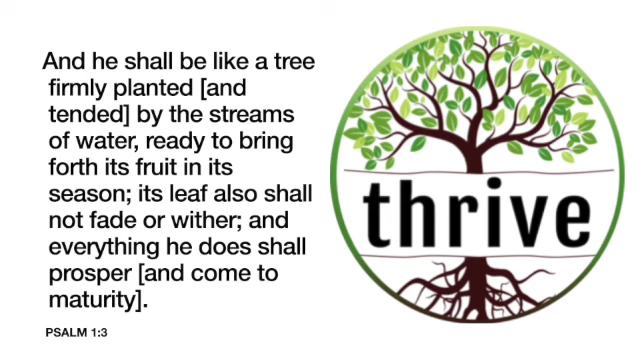 And he shall be like a tree
firmly planted [and
tended] by the streams
of water, ready to bring
forth its fruit in its
season; its leaf also shall
not fade or wither; and
everything he does shall
prosper [and come to
maturity].
PSALM 1:3
thrive